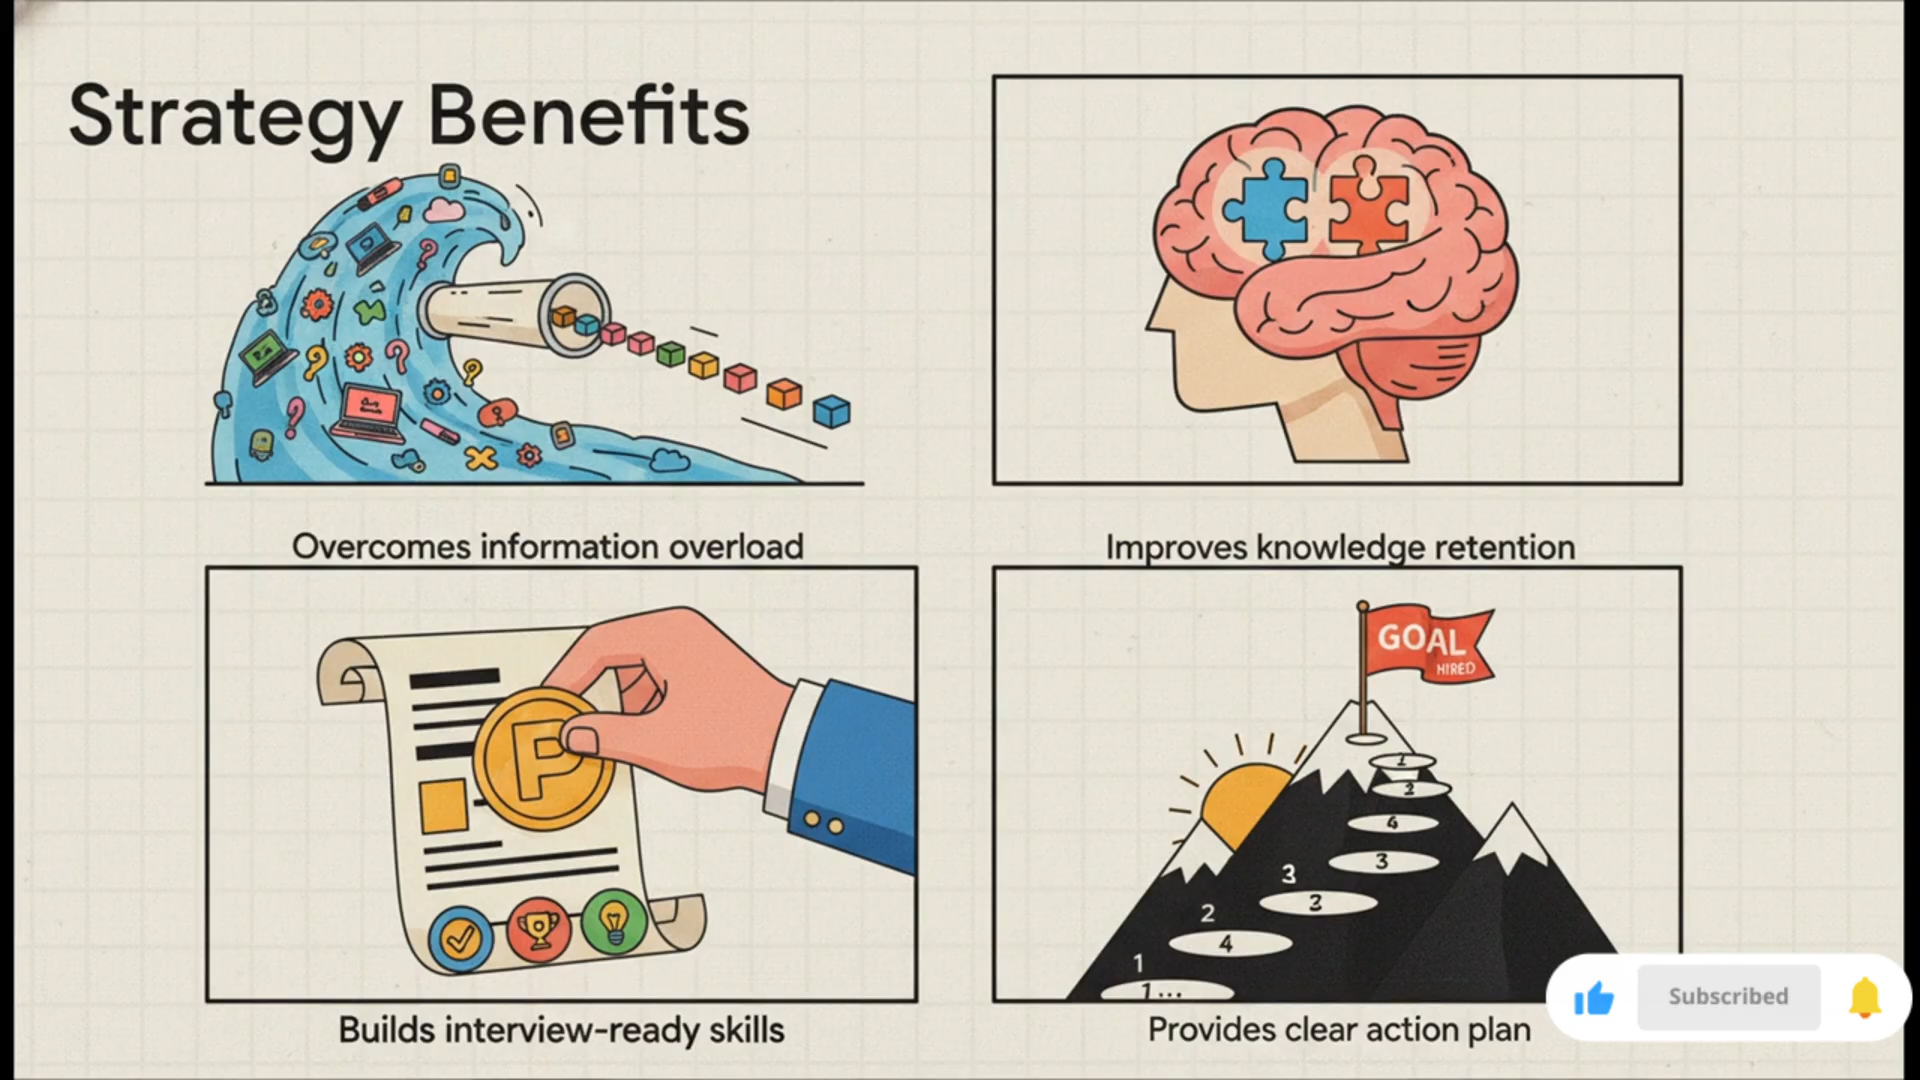 Strategy Benefits
Overcomes information overload
Improves knowledge retention
P
GOAL
HIRED
1
2
4
3
3
3
2
4
1
1...
Builds interview-ready skills
Provides clear action plan
Subscribed